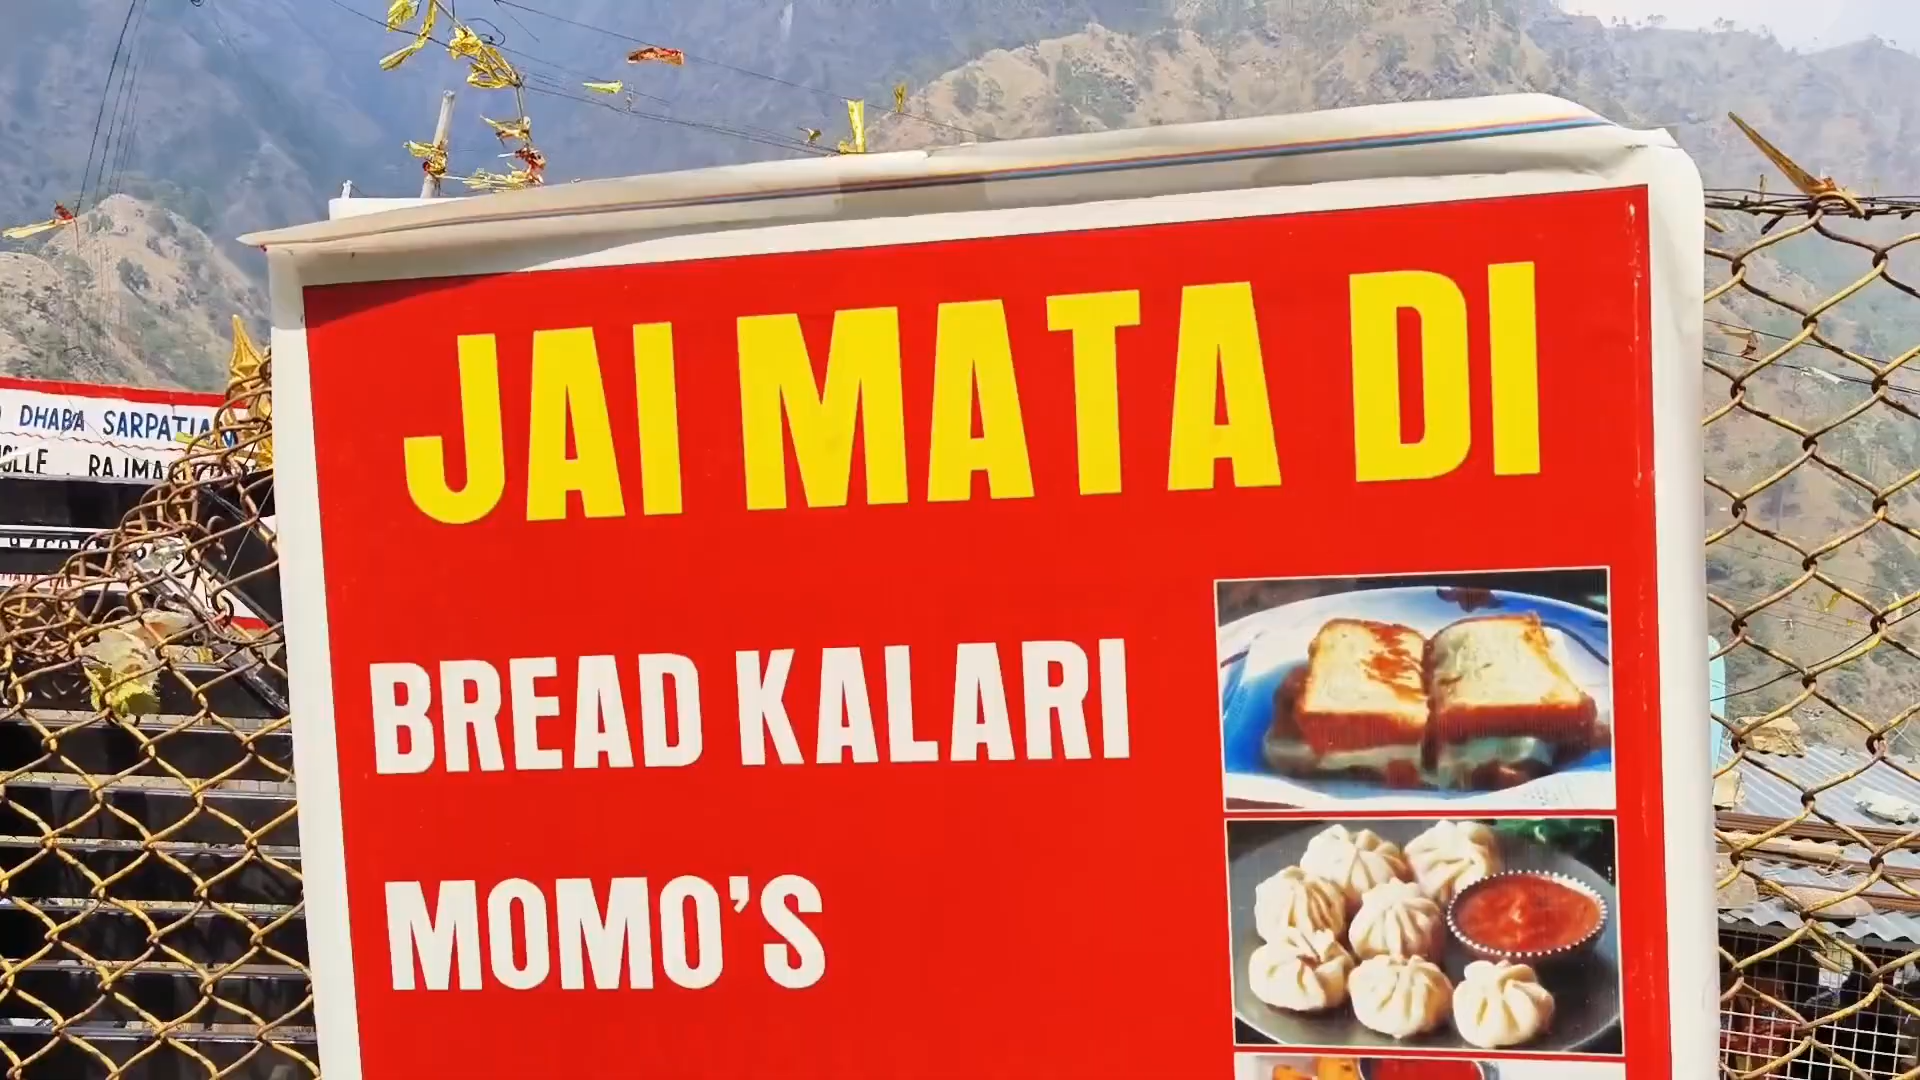 JAI MATA DI
BREAD KALARI
MOMO'S
DHABA SARPATIA
RAJMA